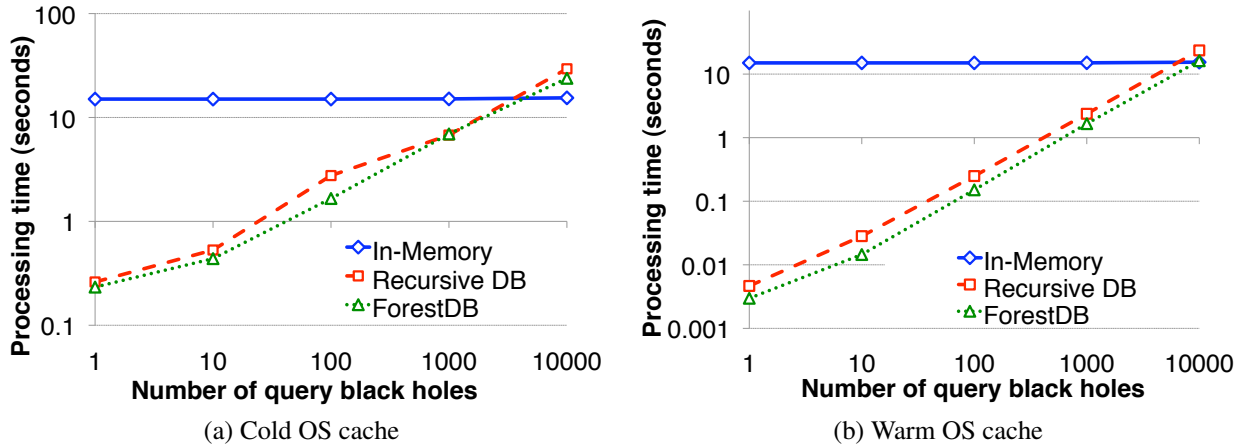 Processing time (seconds)
100
10
1
0.1
1 10 100 1000 10000
In-Memory
Recursive DB
ForestDB
Number of query black holes
(a) Cold OS cache
Processing time (seconds)
10
1
0.1
0.01
0.001
1 10 100 1000 10000
In-Memory
Recursive DB
ForestDB
Number of query black holes
(b) Warm OS cache